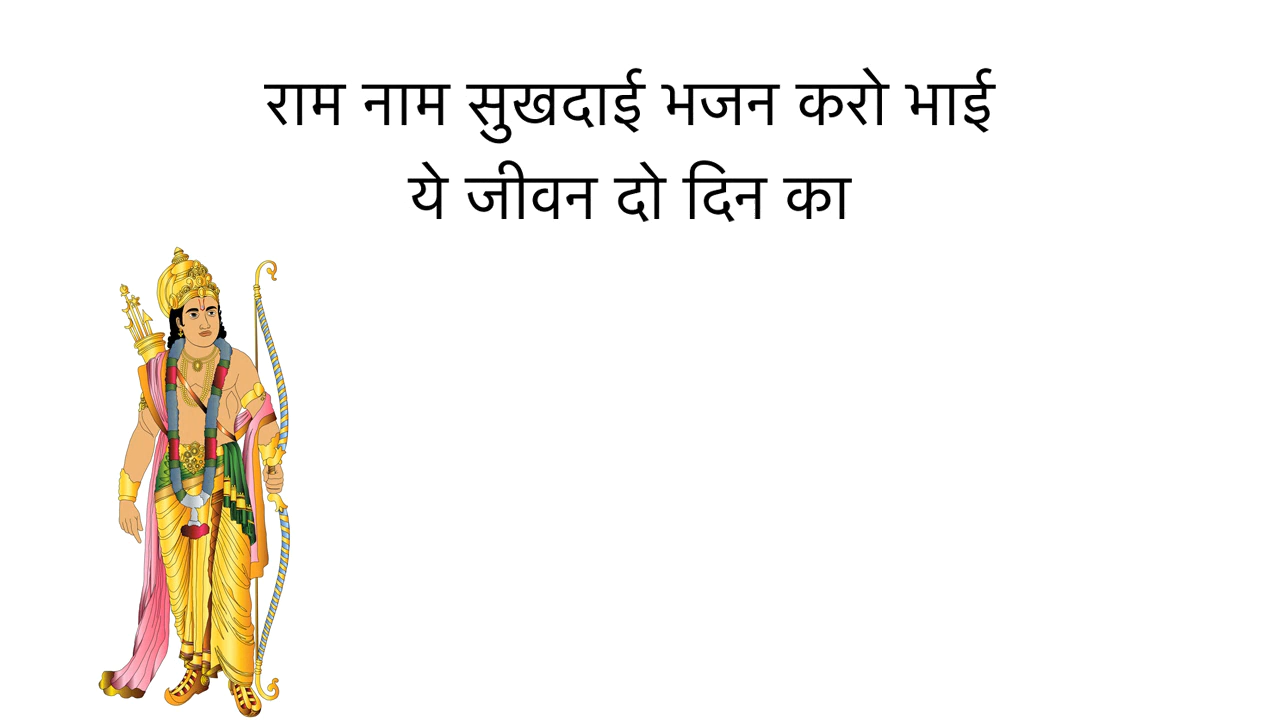 राम नाम सुखदाई भजन करो भाई
ये जीवन दो दिन का